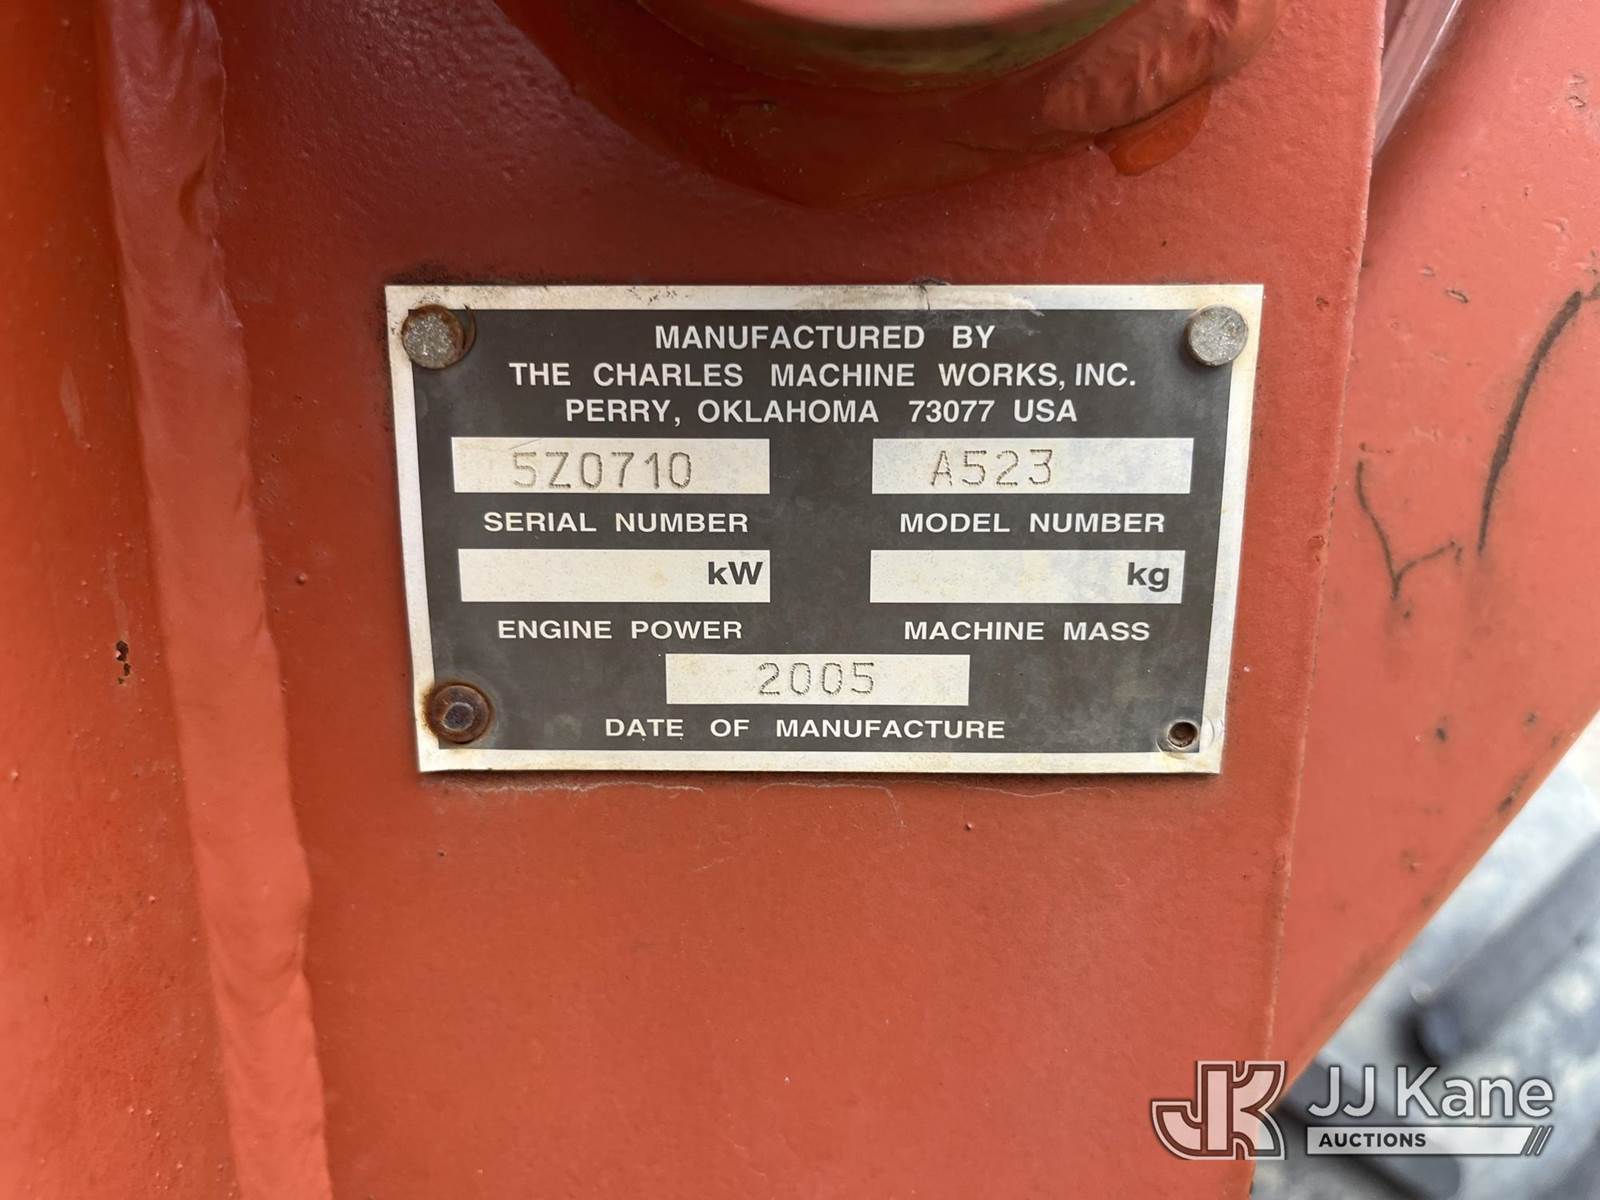 MANUFACTURED BY
THE CHARLES MACHINE WORKS, INC.
PERRY, OKLAHOMA 73077 USA
5Z0710 A523
SERIAL NUMBER MODEL NUMBER
kW kg
ENGINE POWER MACHINE MASS
2005
DATE OF MANUFACTURE
JK JJ Kane
AUCTIONS